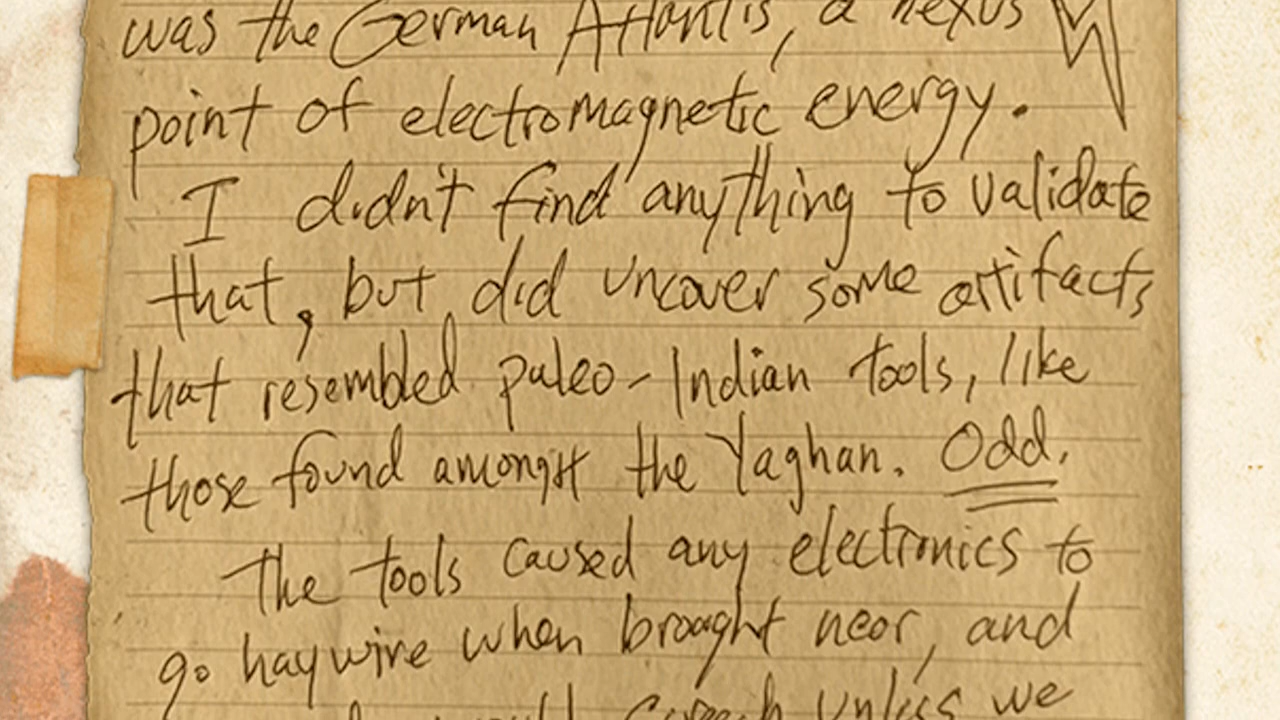 was the German Atlantis, a nexus
point of electromagnetic energy.
I didn't find anything to validate
that, but did uncover some artifacts
that resembled paleo-Indian tools, like
those found amongst the Yaghan. Odd.
The tools caused any electronics to
go haywire when brought near, and
unless we